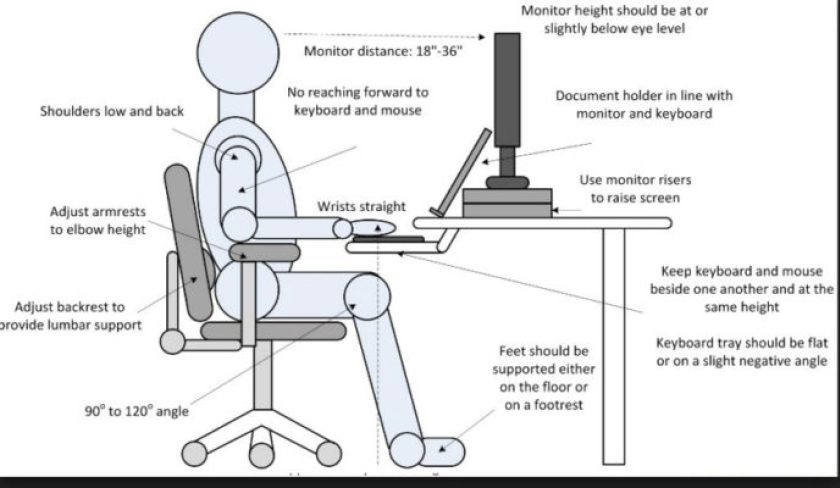 Monitor height should be at or
slightly below eye level
Monitor distance: 18"-36"
No reaching forward to
keyboard and mouse
Document holder in line with
monitor and keyboard
Shoulders low and back
Use monitor risers
to raise screen
Wrists straight
Adjust armrests
to elbow height
Keep keyboard and mouse
beside one another and at the
same height
Adjust backrest to
provide lumbar support
Keyboard tray should be flat
or on a slight negative angle
Feet should be
supported either
on the floor or
on a footrest
90° to 120° angle